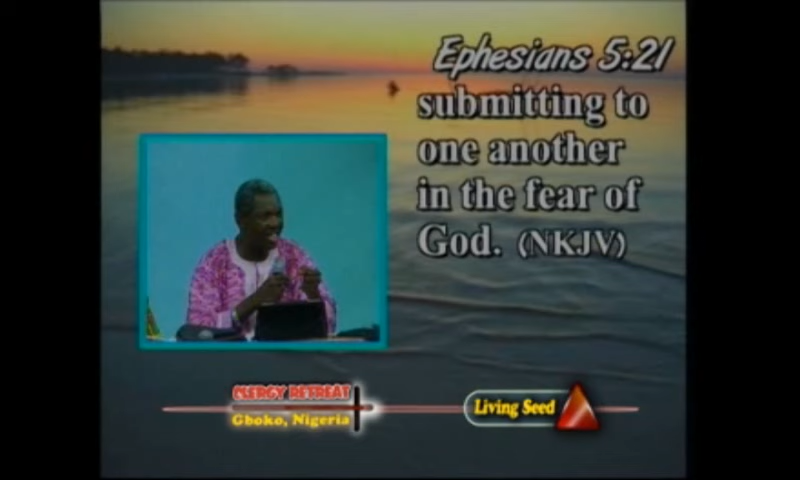 Ephesians 5:21
submitting to
one another
in the fear of
God. (NKJV)
CLERGY RETREAT
Gboko, Nigeria
Living Seed